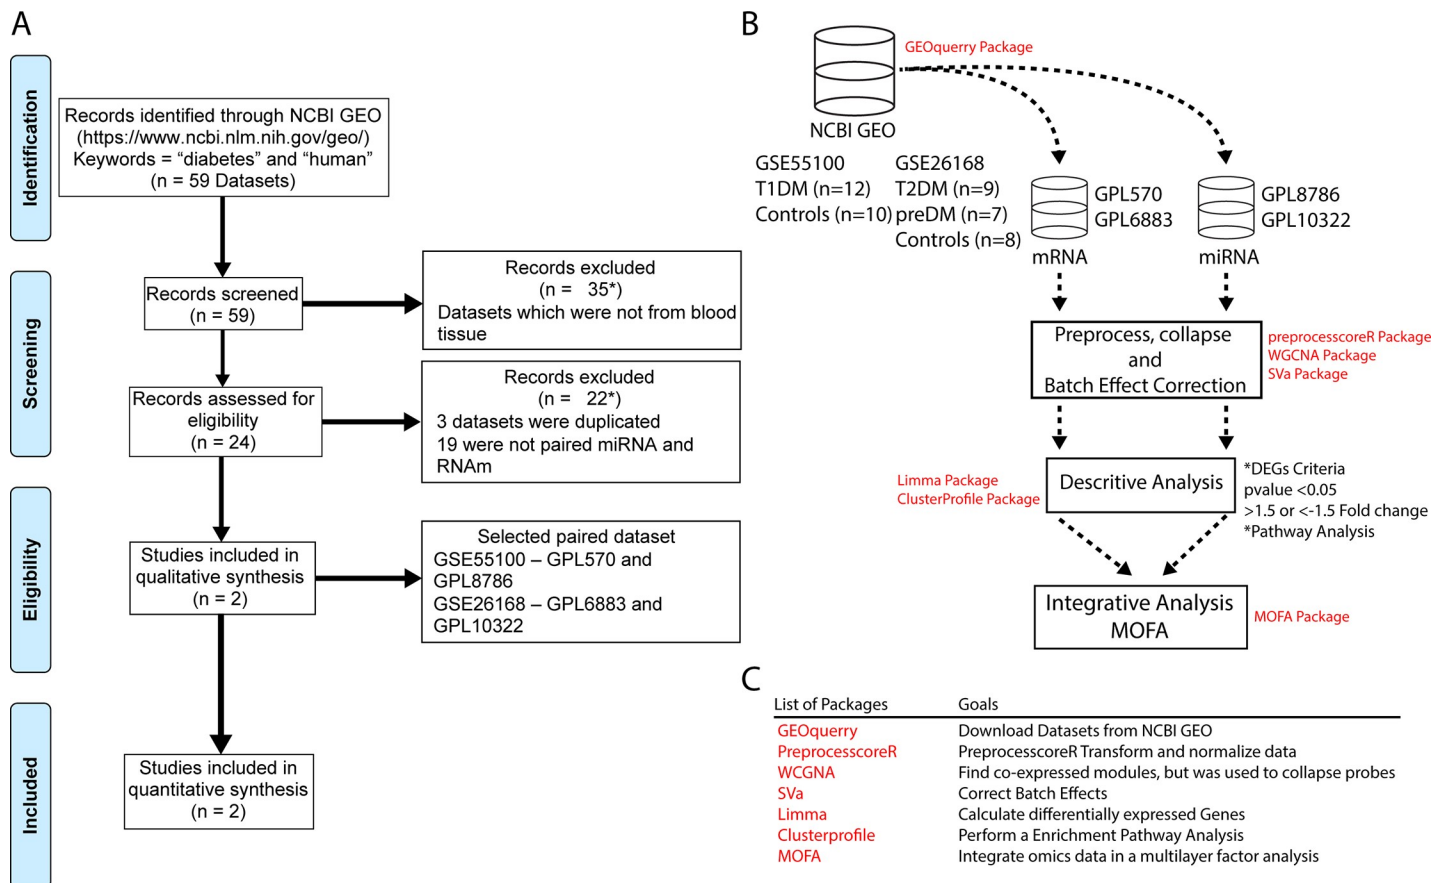 A
Identification
Records identified through NCBI GEO
(https://www.ncbi.nlm.nih.gov/geo/)
Keywords = “diabetes” and “human”
(n = 59 Datasets)
Screening
Records screened
(n = 59)
Records excluded
(n = 35*)
Datasets which were not from blood
tissue
Records assessed for
eligibility
(n = 24)
Records excluded
(n = 22*)
3 datasets were duplicated
19 were not paired miRNA and
RNAm
Eligibility
Studies included in
qualitative synthesis
(n = 2)
Selected paired dataset
GSE55100 – GPL570 and
GPL8786
GSE26168 – GPL6883 and
GPL10322
Included
Studies included in
quantitative synthesis
(n = 2)
B
GEOquerry Package
NCBI GEO
GSE55100
T1DM (n=12)
Controls (n=10)
GSE26168
T2DM (n=9)
preDM (n=7)
Controls (n=8)
GPL570
GPL6883
mRNA
GPL8786
GPL10322
miRNA
Preprocess, collapse
and
Batch Effect Correction
preprocesscoreR Package
WGCNA Package
SVa Package
Limma Package
ClusterProfile Package
Descritive Analysis
*DEGs Criteria
pvalue <0.05
>1.5 or <-1.5 Fold change
*Pathway Analysis
Integrative Analysis
MOFA
MOFA Package
C
List of Packages Goals
GEOquerry Download Datasets from NCBI GEO
PreprocesscoreR PreprocesscoreR Transform and normalize data
WCGNA Find co-expressed modules, but was used to collapse probes
SVa Correct Batch Effects
Limma Calculate differentially expressed Genes
Clusterprofile Perform a Enrichment Pathway Analysis
MOFA Integrate omics data in a multilayer factor analysis